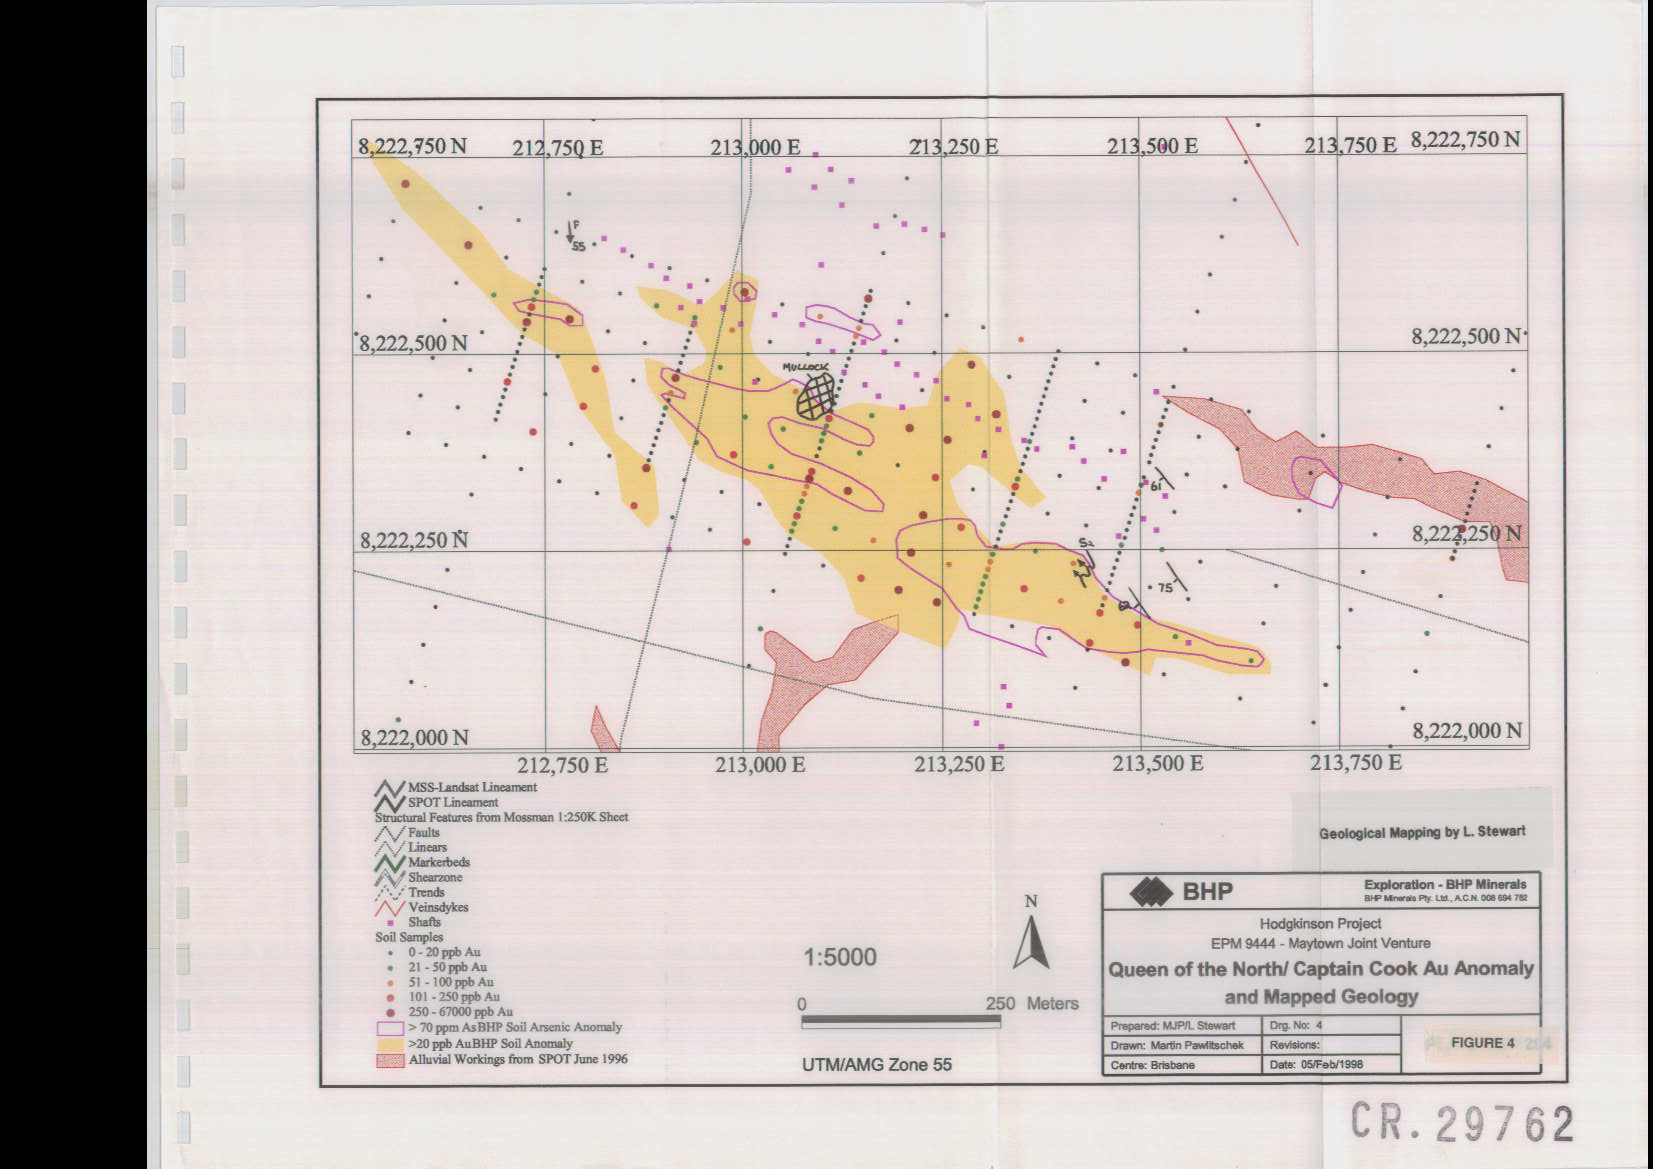 8,222,750 N 212,750 E 213,000 E 213,250 E 213,500 E 213,750 E 8,222,750 N
F
55
8,222,500 N 8,222,500 N
MULLOCK
61
8,222,250 N 8,222,250 N
S2
75
8,222,000 N 8,222,000 N
212,750 E 213,000 E 213,250 E 213,500 E 213,750 E
MSS-Landsat Lineament
SPOT Lineament
Structural Features from Mossman 1:250K Sheet
Faults
Linears
Markerbeds
Shearzone
Trends
Veinsdykes
Shafts
Soil Samples
0 - 20 ppb Au
21 - 50 ppb Au
51 - 100 ppb Au
101 - 250 ppb Au
250 - 67000 ppb Au
> 70 ppm As BHP Soil Arsenic Anomaly
>20 ppb Au BHP Soil Anomaly
Alluvial Workings from SPOT June 1996
N
1:5000
0 250 Meters
UTM/AMG Zone 55
Geological Mapping by L. Stewart
BHP
Exploration - BHP Minerals
BHP Minerals Pty. Ltd., A.C.N. 008 694 782
Hodgkinson Project
EPM 9444 - Maytown Joint Venture
Queen of the North/ Captain Cook Au Anomaly
and Mapped Geology
Prepared: MJP/L Stewart Drg. No: 4
Drawn: Martin Pawlitschek Revisions:
Centre: Brisbane Date: 05/Feb/1998
FIGURE 4
CR. 29762